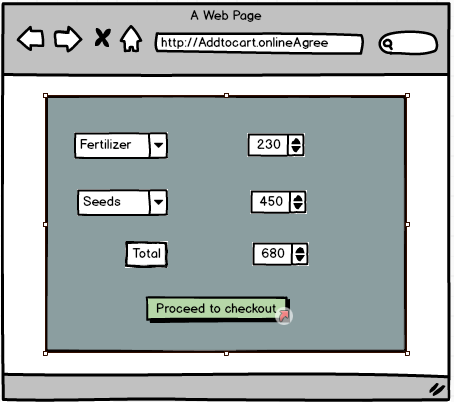 A Web Page
http://Addtocart.onlineAgree
Fertilizer 230
Seeds 450
Total 680
Proceed to checkout